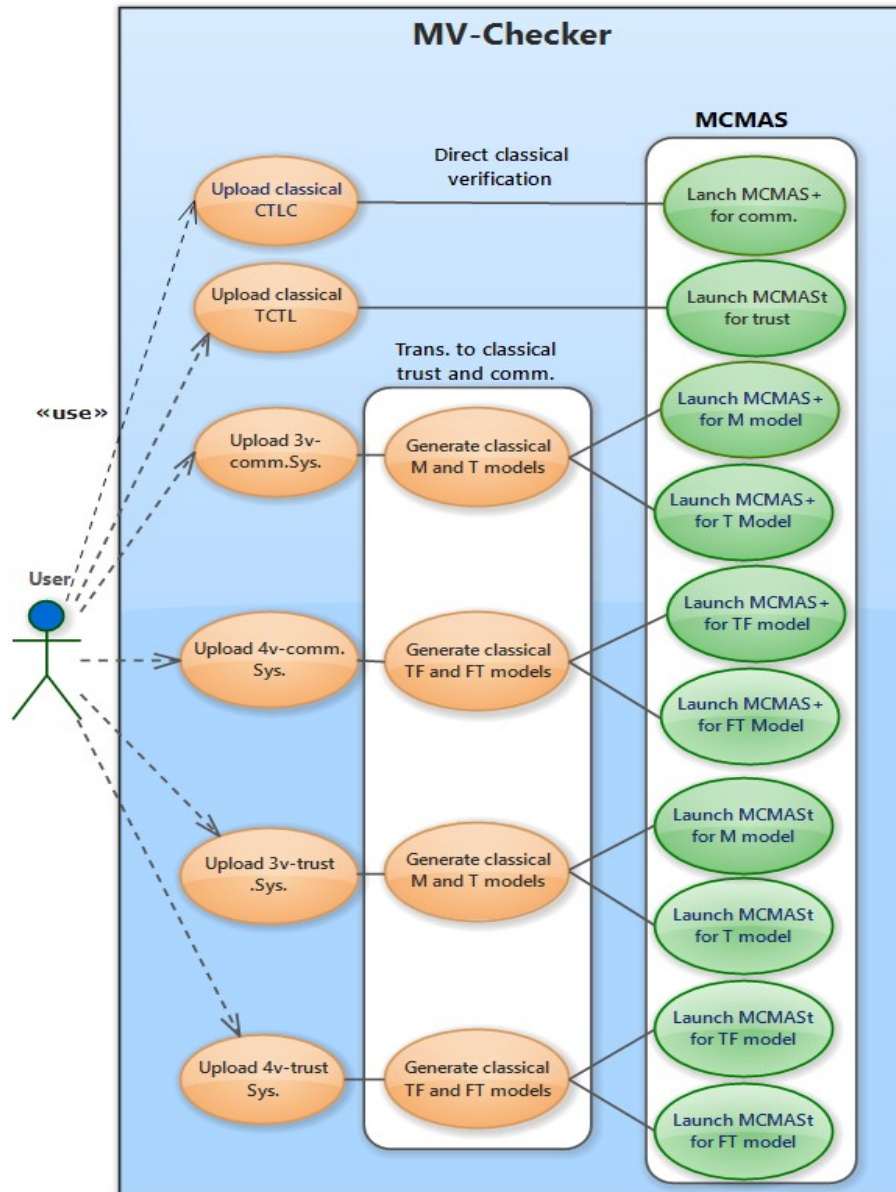 MV-Checker
MCMAS
Direct classical
verification
Upload classical
CTLC
Lanch MCMAS+
for comm.
Upload classical
TCTL
Launch MCMASt
for trust
Trans. to classical
trust and comm.
«use»
Upload 3v-
comm.Sys.
Generate classical
M and T models
Launch MCMAS+
for M model
Launch MCMAS+
for T Model
User
Upload 4v-comm.
Sys.
Generate classical
TF and FT models
Launch MCMAS+
for TF model
Launch MCMAS+
for FT Model
Upload 3v-trust
.Sys.
Generate classical
M and T models
Launch MCMASt
for M model
Launch MCMASt
for T model
Upload 4v-trust
Sys.
Generate classical
TF and FT models
Launch MCMASt
for TF model
Launch MCMASt
for FT model